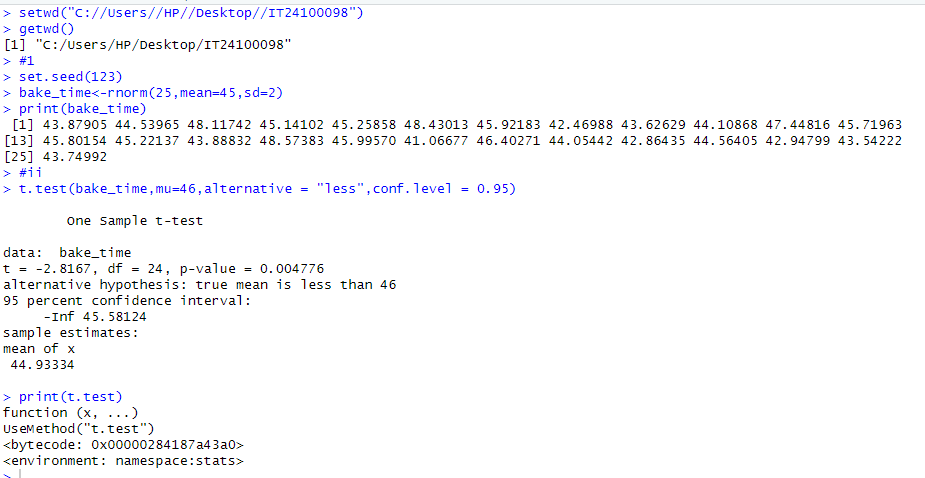 > setwd("C://Users//HP//Desktop//IT24100098")
> getwd()
[1] "C:/Users/HP/Desktop/IT24100098"
> #1
> set.seed(123)
> bake_time<-rnorm(25,mean=45,sd=2)
> print(bake_time)
 [1] 43.87905 44.53965 48.11742 45.14102 45.25858 48.43013 45.92183 42.46988 43.62629 44.10868 47.44816 45.71963
[13] 45.80154 45.22137 43.88832 48.57383 45.99570 41.06677 46.40271 44.05442 42.86435 44.56405 42.94799 43.54222
[25] 43.74992
> #ii
> t.test(bake_time,mu=46,alternative = "less",conf.level = 0.95)
One Sample t-test
data:  bake_time
t = -2.8167, df = 24, p-value = 0.004776
alternative hypothesis: true mean is less than 46
95 percent confidence interval:
     -Inf 45.58124
sample estimates:
mean of x
 44.93334
> print(t.test)
function (x, ...)
UseMethod("t.test")
<bytecode: 0x00000284187a43a0>
<environment: namespace:stats>
>